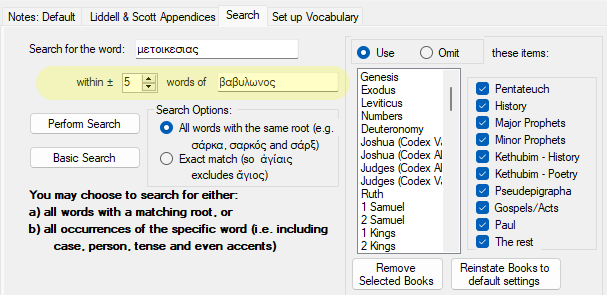 Notes: Default
Liddell & Scott Appendices
Search
Set up Vocabulary
Search for the word:
μετοικεσιας
within ±
5
words of
βαβυλωνος
Perform Search
Basic Search
Search Options:
All words with the same root (e.g.
σάρκα, σαρκός and σάρξ)
Exact match (so ἁγίαις
excludes ἅγιος)
You may choose to search for either:
a) all words with a matching root, or
b) all occurrences of the specific word (i.e. including
case, person, tense and even accents)
Use
Omit
these items:
Genesis
Exodus
Leviticus
Numbers
Deuteronomy
Joshua (Codex Va
Joshua (Codex Al
Judges (Codex Al
Judges (Codex Va
Ruth
1 Samuel
2 Samuel
1 Kings
2 Kings
Pentateuch
History
Major Prophets
Minor Prophets
Kethubim - History
Kethubim - Poetry
Pseudepigrapha
Gospels/Acts
Paul
The rest
Remove
Selected Books
Reinstate Books to
default settings